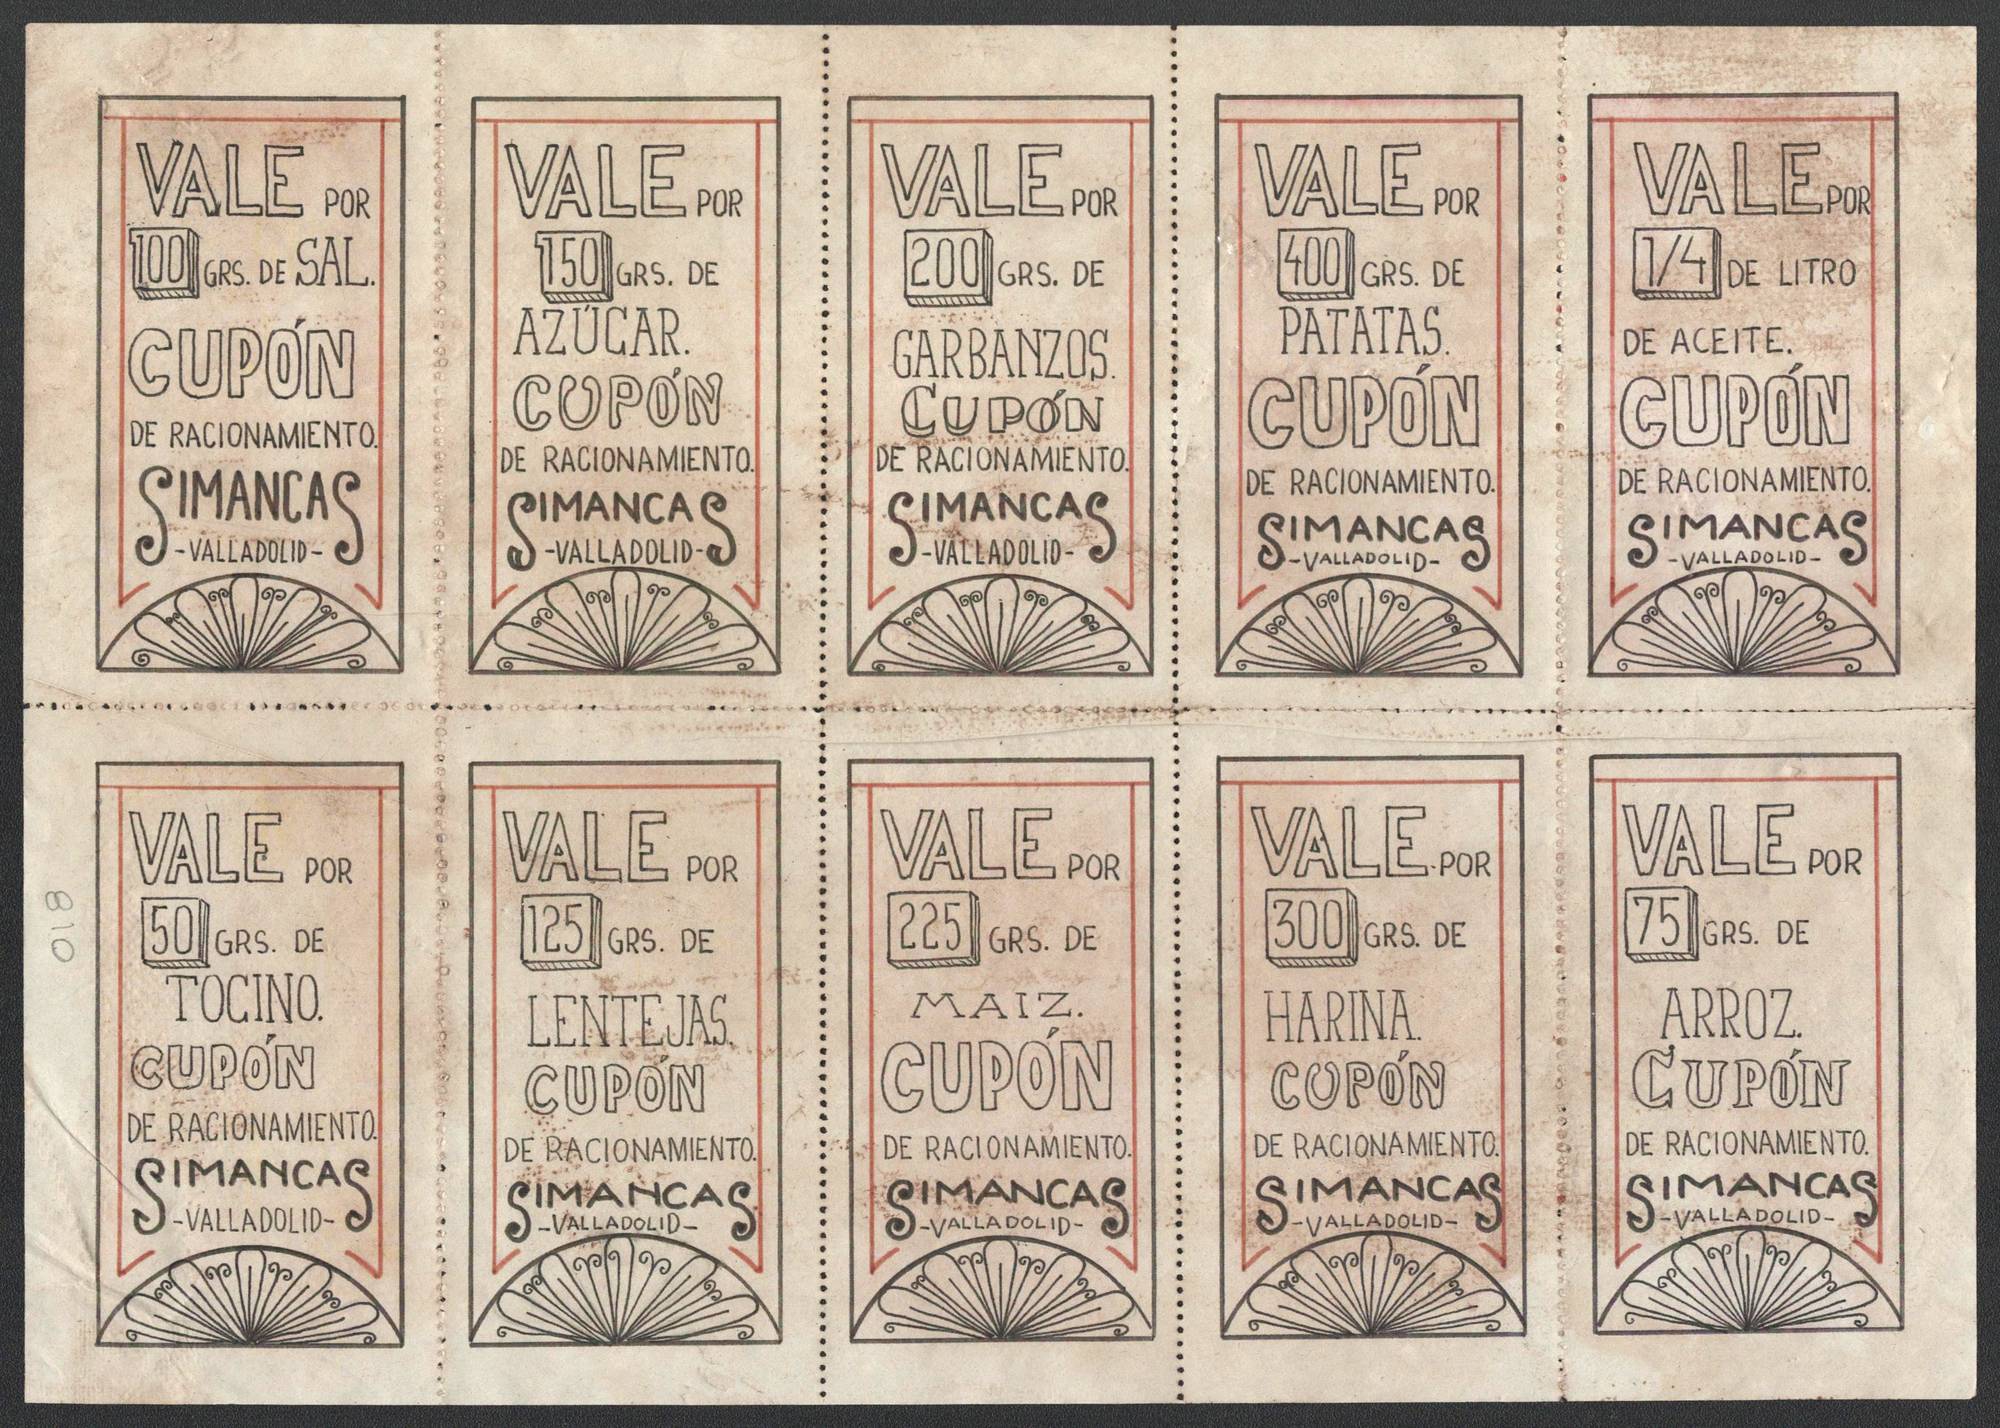 VALE POR
100 GRS. DE SAL.
CUPÓN
DE RACIONAMIENTO.
SIMANCAS
-VALLADOLID-
VALE POR
150 GRS. DE
AZÚCAR.
CUPÓN
DE RACIONAMIENTO.
SIMANCAS
-VALLADOLID-
VALE POR
200 GRS. DE
GARBANZOS.
CUPÓN
DE RACIONAMIENTO.
SIMANCAS
-VALLADOLID-
VALE POR
400 GRS. DE
PATATAS.
CUPÓN
DE RACIONAMIENTO.
SIMANCAS
-VALLADOLID-
VALE POR
1/4 DE LITRO
DE ACEITE.
CUPÓN
DE RACIONAMIENTO.
SIMANCAS
-VALLADOLID-
VALE POR
50 GRS. DE
TOCINO.
CUPÓN
DE RACIONAMIENTO.
SIMANCAS
-VALLADOLID-
VALE POR
125 GRS. DE
LENTEJAS.
CUPÓN
DE RACIONAMIENTO.
SIMANCAS
-VALLADOLID-
VALE POR
225 GRS. DE
MAIZ.
CUPÓN
DE RACIONAMIENTO.
SIMANCAS
-VALLADOLID-
VALE POR
300 GRS. DE
HARINA.
CUPÓN
DE RACIONAMIENTO.
SIMANCAS
-VALLADOLID-
VALE POR
75 GRS. DE
ARROZ.
CUPÓN
DE RACIONAMIENTO.
SIMANCAS
-VALLADOLID-
018